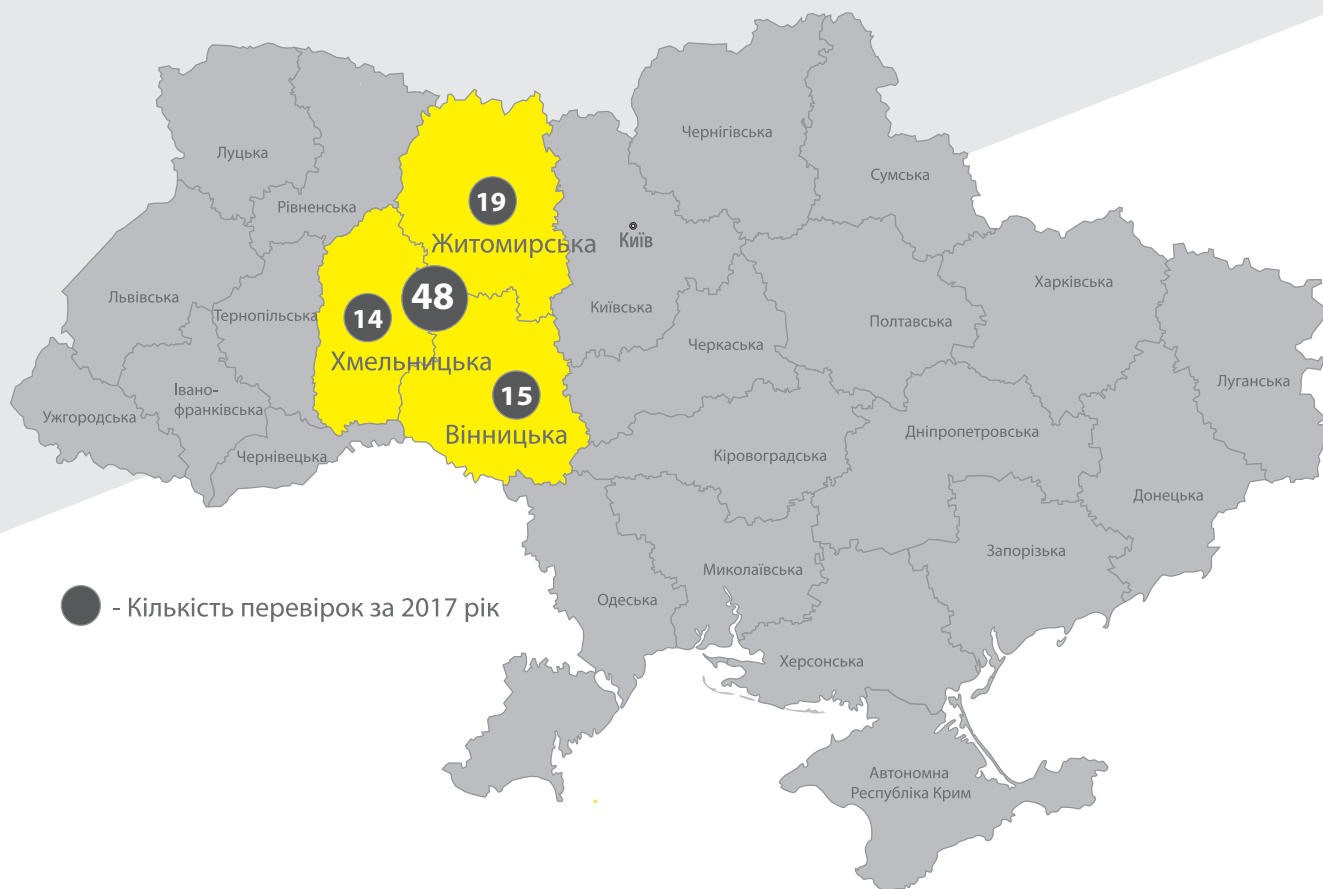 Чернігівська
Луцька
Сумська
19
Рівненська
Київ
Житомирська
Харківська
Львівська
48
Київська
14
Тернопільська
Полтавська
Черкаська
Хмельницька
Луганська
Івано-
франківська
15
Ужгородська
Вінницька
Дніпропетровська
Чернівецька
Кіровоградська
Донецька
Запорізька
Миколаївська
Одеська
- Кількість перевірок за 2017 рік
Херсонська
Автономна
Республіка Крим